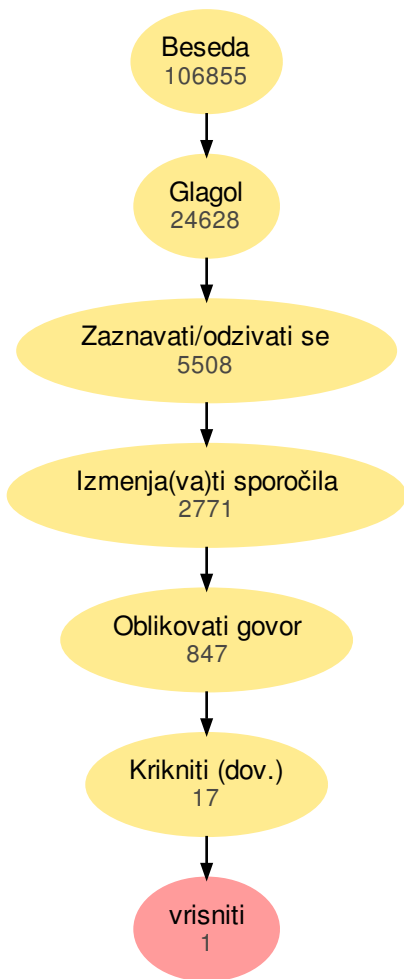 Beseda
106855
Glagol
24628
Zaznavati/odzivati se
5508
Izmenja(va)ti sporočila
2771
Oblikovati govor
847
Krikniti (dov.)
17
vrisniti
1